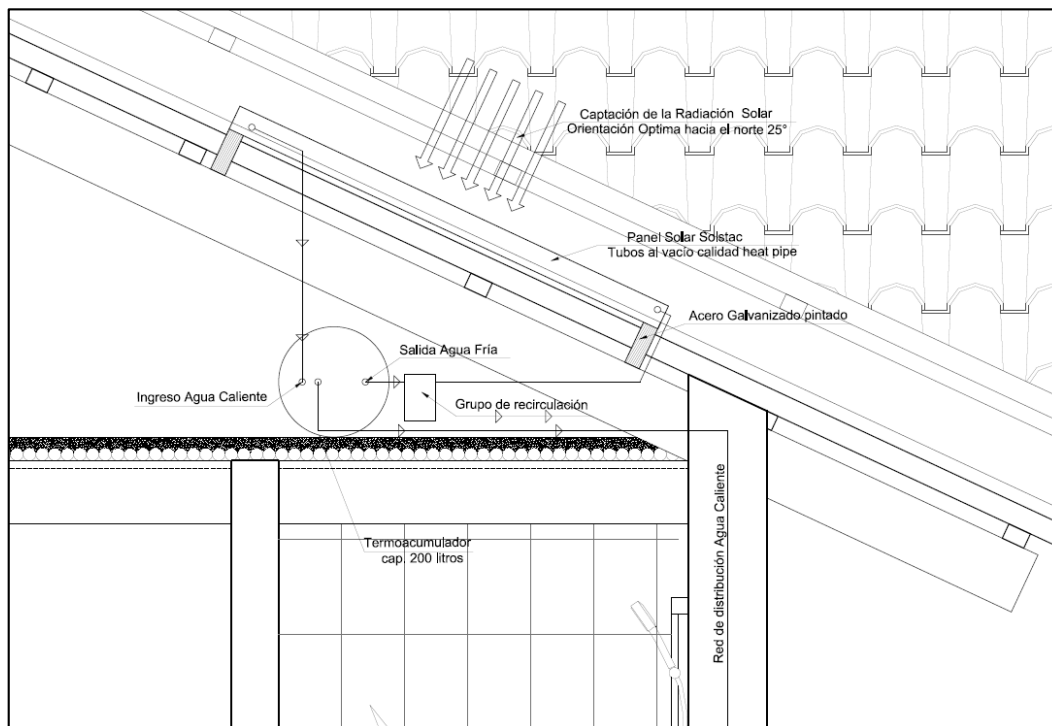 Captación de la Radiación Solar
Orientación Optima hacia el norte 25°
Panel Solar Solstac
Tubos al vacío calidad heat pipe
Acero Galvanizado pintado
Salida Agua Fría
Ingreso Agua Caliente
Grupo de recirculación
Termoacumulador
cap. 200 litros
Red de distribución Agua Caliente